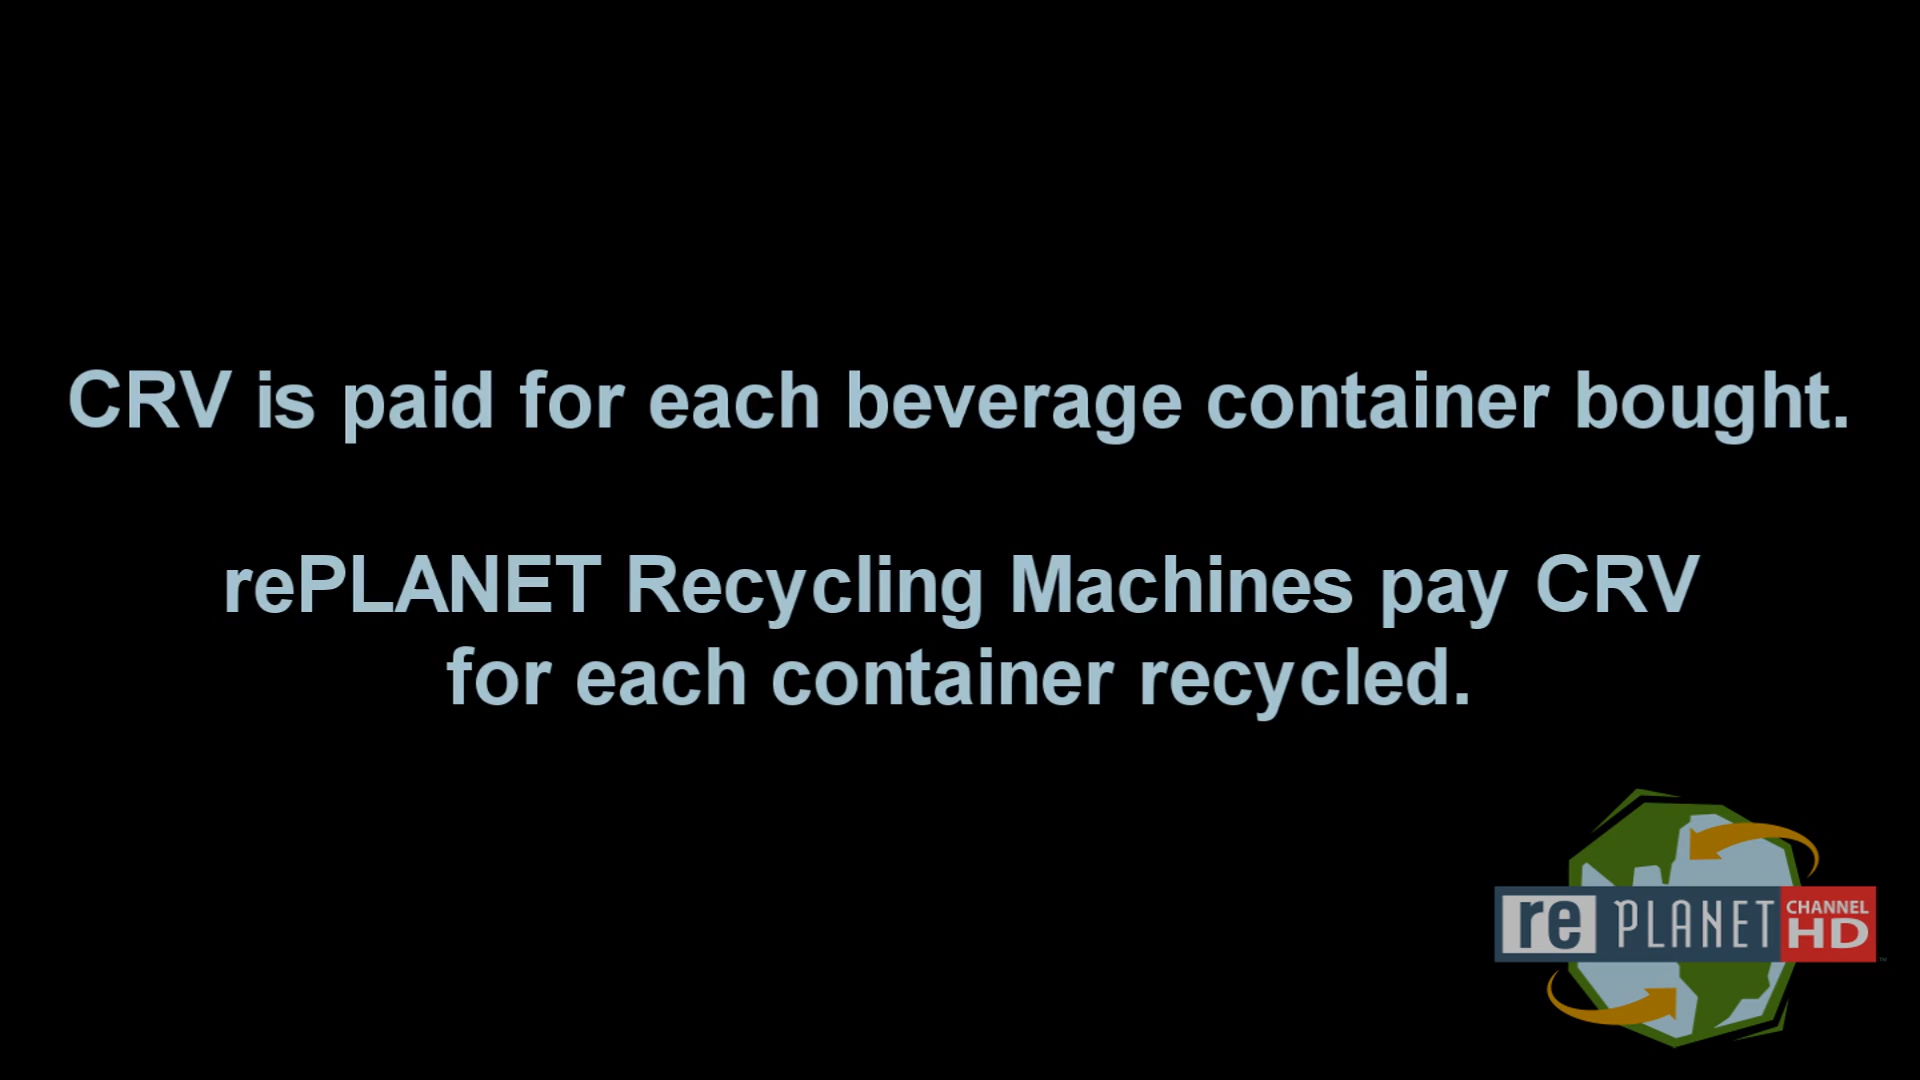 CRV is paid for each beverage container bought.
rePLANET Recycling Machines pay CRV
for each container recycled.
re PLANET CHANNEL HD ™